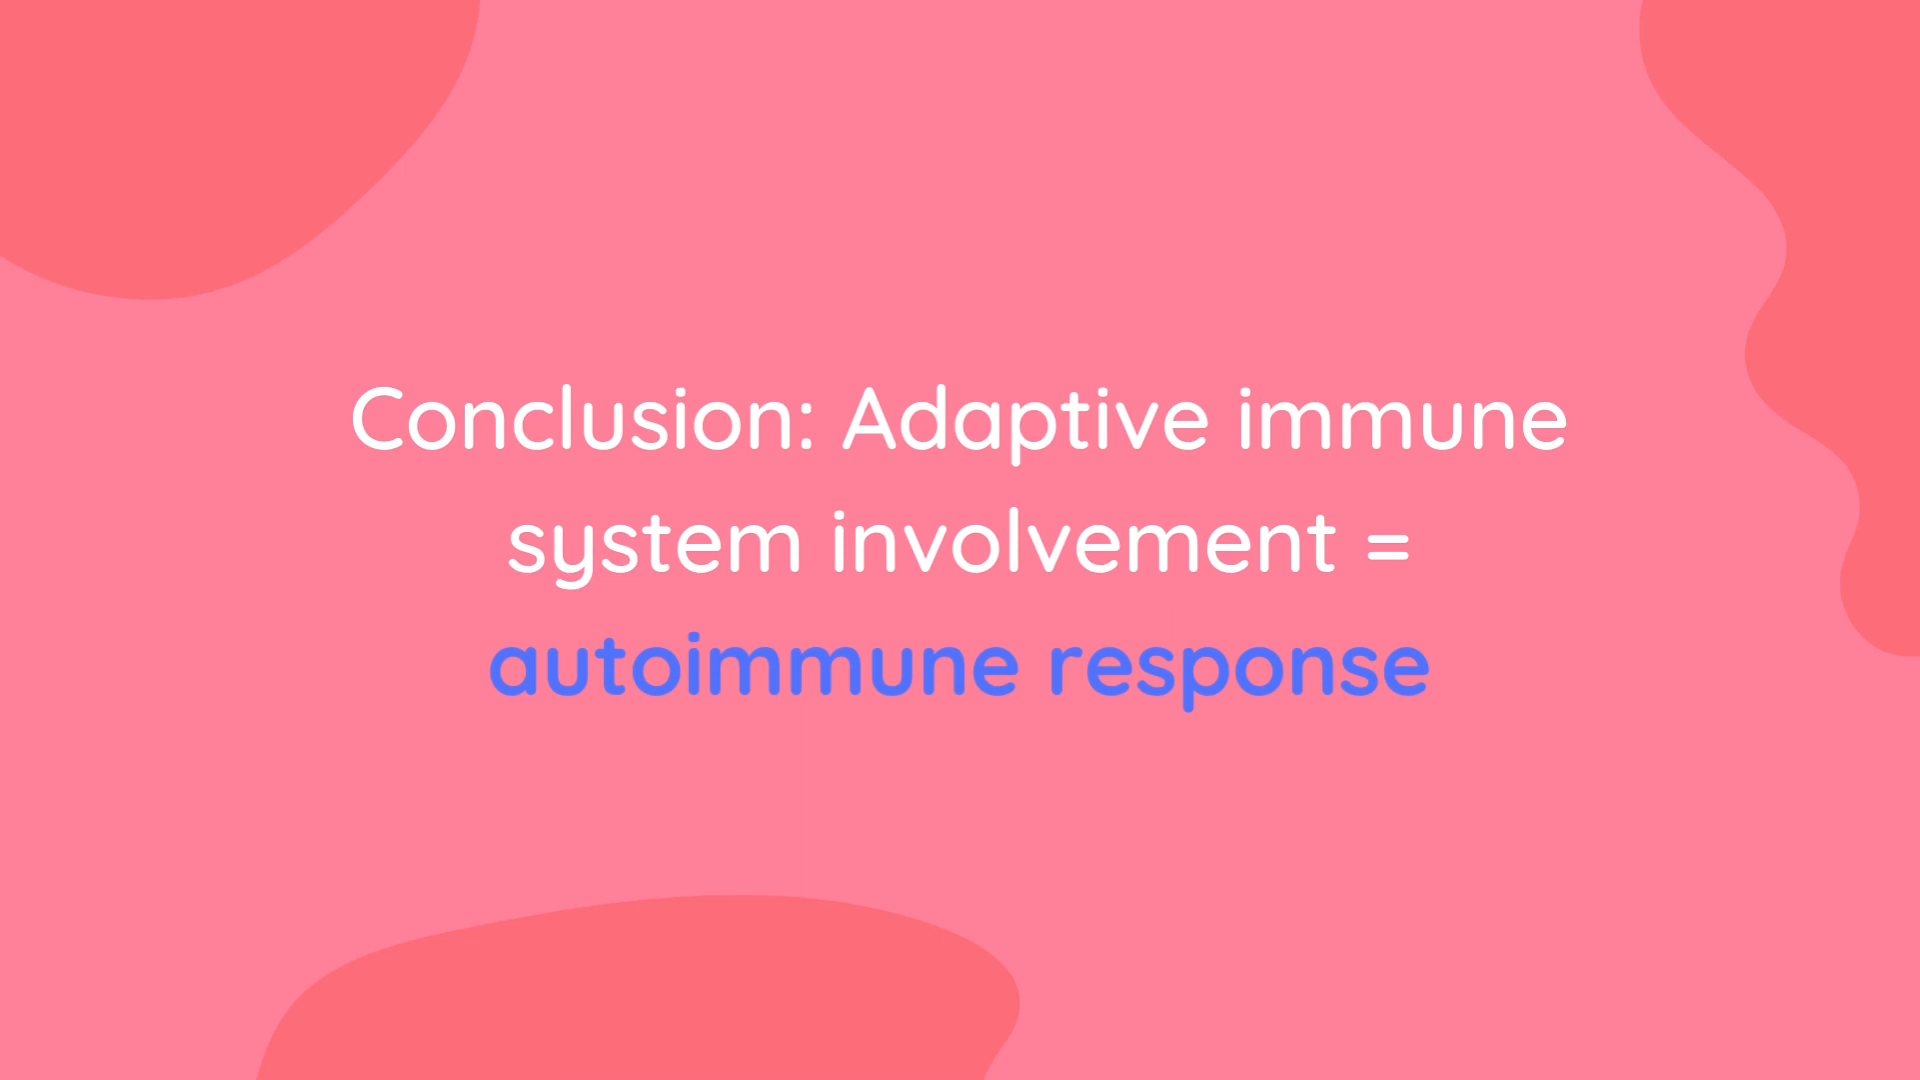 Conclusion: Adaptive immune
system involvement =
autoimmune response